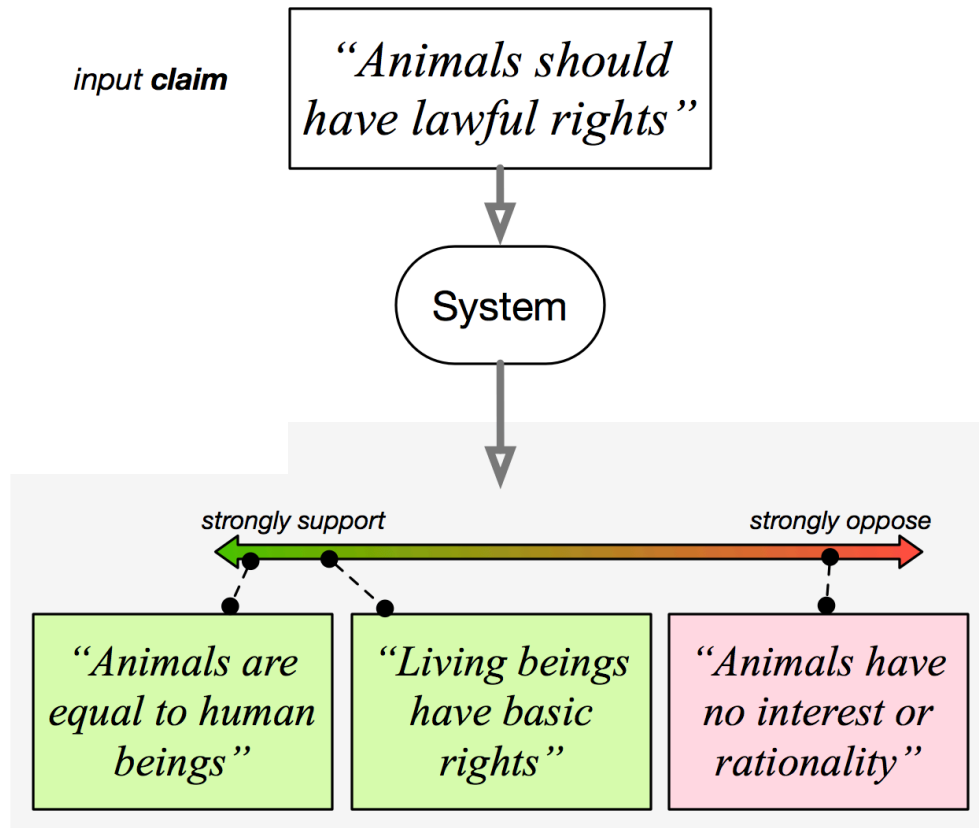 input claim
“Animals should
have lawful rights”
System
strongly support
strongly oppose
“Animals are
equal to human
beings”
“Living beings
have basic
rights”
“Animals have
no interest or
rationality”